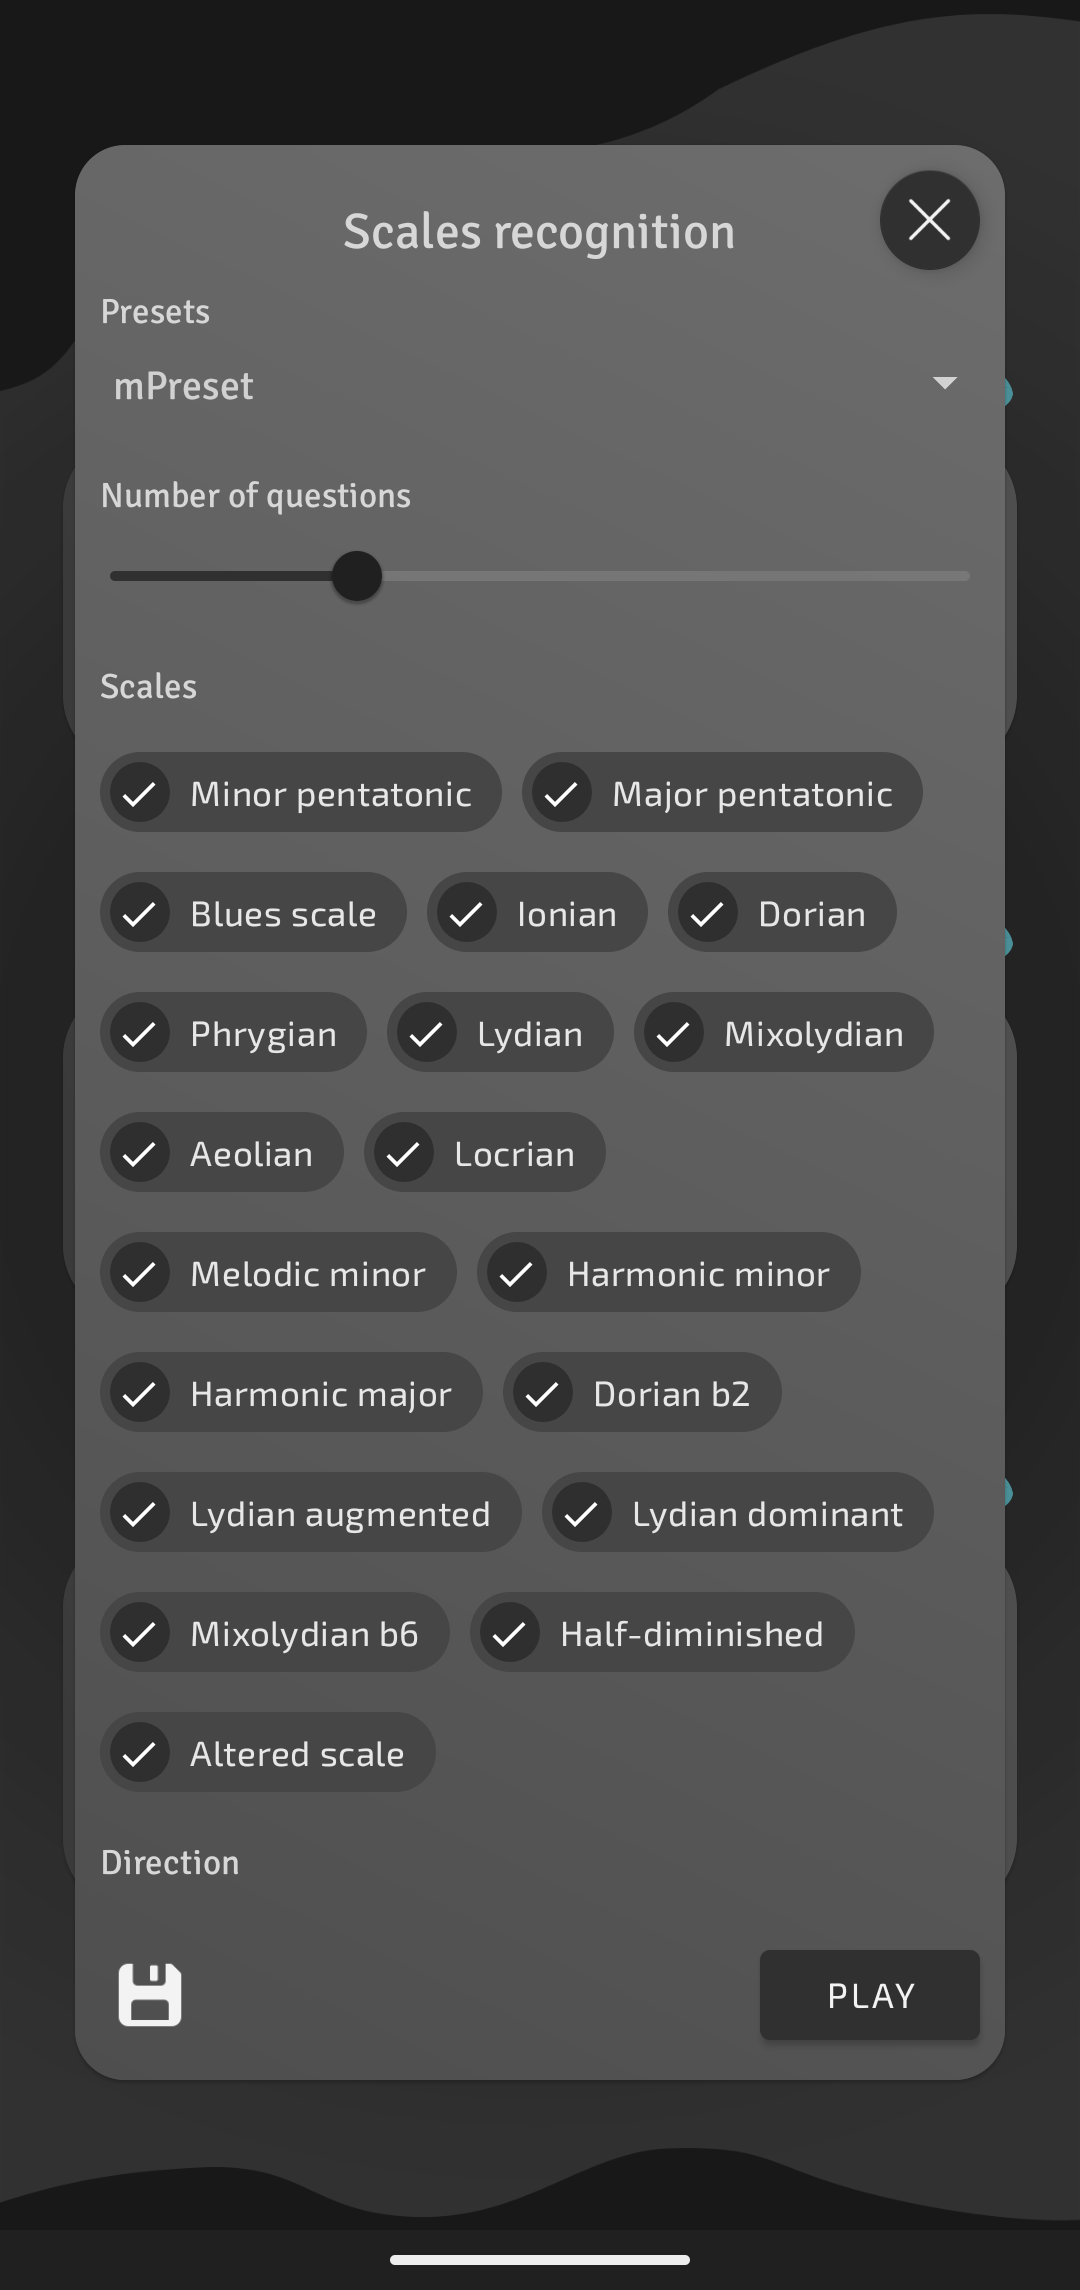 Scales recognition
Presets
mPreset
Number of questions
Scales
Minor pentatonic
Major pentatonic
Blues scale
Ionian
Dorian
Phrygian
Lydian
Mixolydian
Aeolian
Locrian
Melodic minor
Harmonic minor
Harmonic major
Dorian b2
Lydian augmented
Lydian dominant
Mixolydian b6
Half-diminished
Altered scale
Direction
PLAY